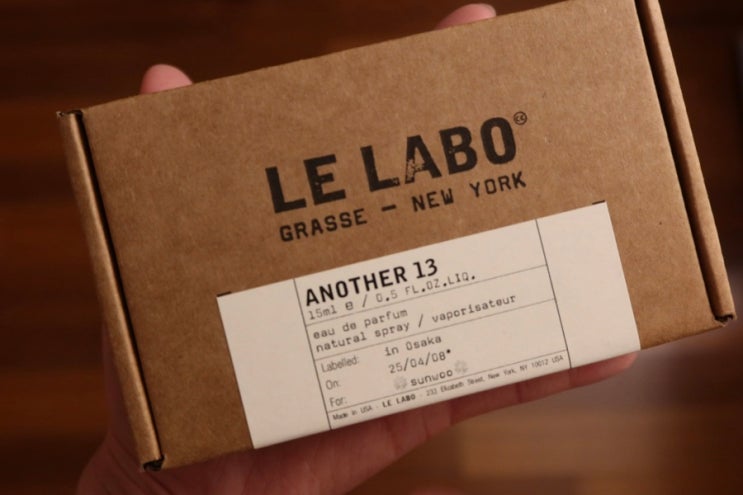 LE LABO
GRASSE — NEW YORK
ANOTHER 13
15ml e / 0.5 FL.OZ.LIQ.
eau de parfum
natural spray / vaporisateur
Labelled: in Osaka
On: 25/04/08*
For: sunwoo
Made in USA - LE LABO - 233 Elizabeth Street, New York, NY 10012 USA